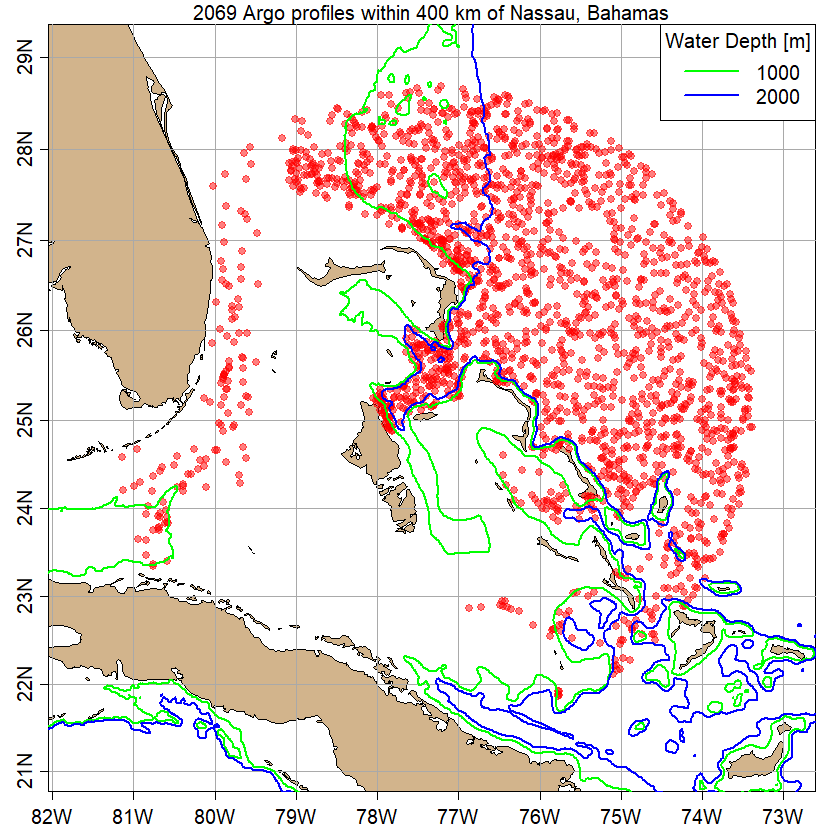 2069 Argo profiles within 400 km of Nassau, Bahamas
Water Depth [m]
1000
2000
29N
28N
27N
26N
25N
24N
23N
22N
21N
82W 81W 80W 79W 78W 77W 76W 75W 74W 73W